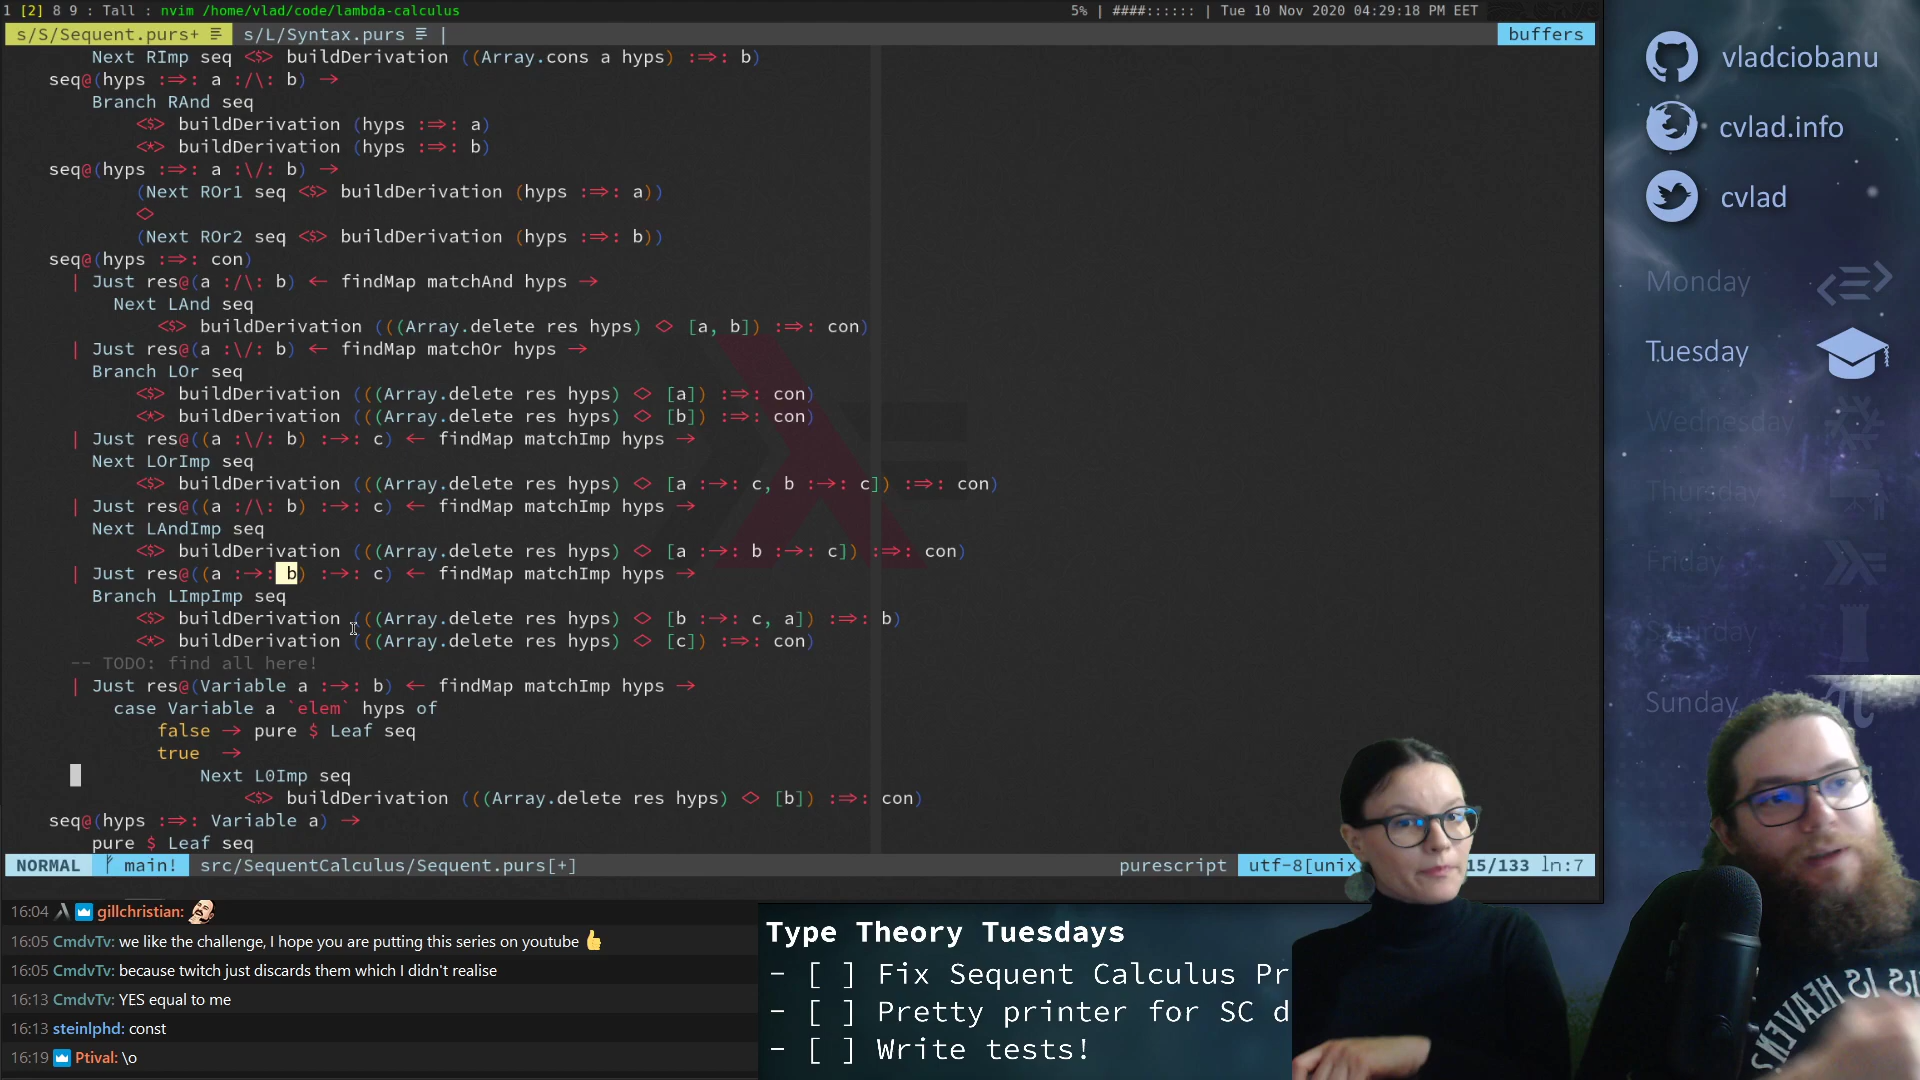 1 [2] 8 9 : Tall : nvim /home/vlad/code/lambda-calculus
5% | ####:::::: | Tue 10 Nov 2020 04:29:18 PM EET
s/S/Sequent.purs+ s/L/Syntax.purs |
buffers
Next RImp seq <$> buildDerivation ((Array.cons a hyps) :=>: b)
seq@(hyps :=>: a :/\: b) →
Branch RAnd seq
<$> buildDerivation (hyps :=>: a)
<*> buildDerivation (hyps :=>: b)
seq@(hyps :=>: a :\/: b) →
(Next ROr1 seq <$> buildDerivation (hyps :=>: a))
<>
(Next ROr2 seq <$> buildDerivation (hyps :=>: b))
seq@(hyps :=>: con)
| Just res@(a :/\: b) ← findMap matchAnd hyps →
Next LAnd seq
<$> buildDerivation (((Array.delete res hyps) <> [a, b]) :=>: con)
| Just res@(a :\/: b) ← findMap matchOr hyps →
Branch LOr seq
<$> buildDerivation (((Array.delete res hyps) <> [a]) :=>: con)
<*> buildDerivation (((Array.delete res hyps) <> [b]) :=>: con)
| Just res@((a :\/: b) :→: c) ← findMap matchImp hyps →
Next LOrImp seq
<$> buildDerivation (((Array.delete res hyps) <> [a :→: c, b :→: c]) :=>: con)
| Just res@((a :/\: b) :→: c) ← findMap matchImp hyps →
Next LAndImp seq
<$> buildDerivation (((Array.delete res hyps) <> [a :→: b :→: c]) :=>: con)
| Just res@((a :→: b) :→: c) ← findMap matchImp hyps →
Branch LImpImp seq
<$> buildDerivation (((Array.delete res hyps) <> [b :→: c, a]) :=>: b)
<*> buildDerivation (((Array.delete res hyps) <> [c]) :=>: con)
-- TODO: find all here!
| Just res@(Variable a :→: b) ← findMap matchImp hyps →
case Variable a `elem` hyps of
false → pure $ Leaf seq
true →
Next L0Imp seq
<$> buildDerivation (((Array.delete res hyps) <> [b]) :=>: con)
seq@(hyps :=>: Variable a) →
pure $ Leaf seq
NORMAL main! src/SequentCalculus/Sequent.purs[+]
purescript utf-8[unix 15/133 ln:7
16:04 gillchristian:
16:05 CmdvTv: we like the challenge, I hope you are putting this series on youtube
16:05 CmdvTv: because twitch just discards them which I didn't realise
16:13 CmdvTv: YES equal to me
16:13 steinlphd: const
16:19 Ptival: \o
Type Theory Tuesdays
- [ ] Fix Sequent Calculus Pr
- [ ] Pretty printer for SC d
- [ ] Write tests!
vladciobanu
cvlad.info
cvlad
Monday
Tuesday
Wednesday
Thursday
Friday
Saturday
Sunday